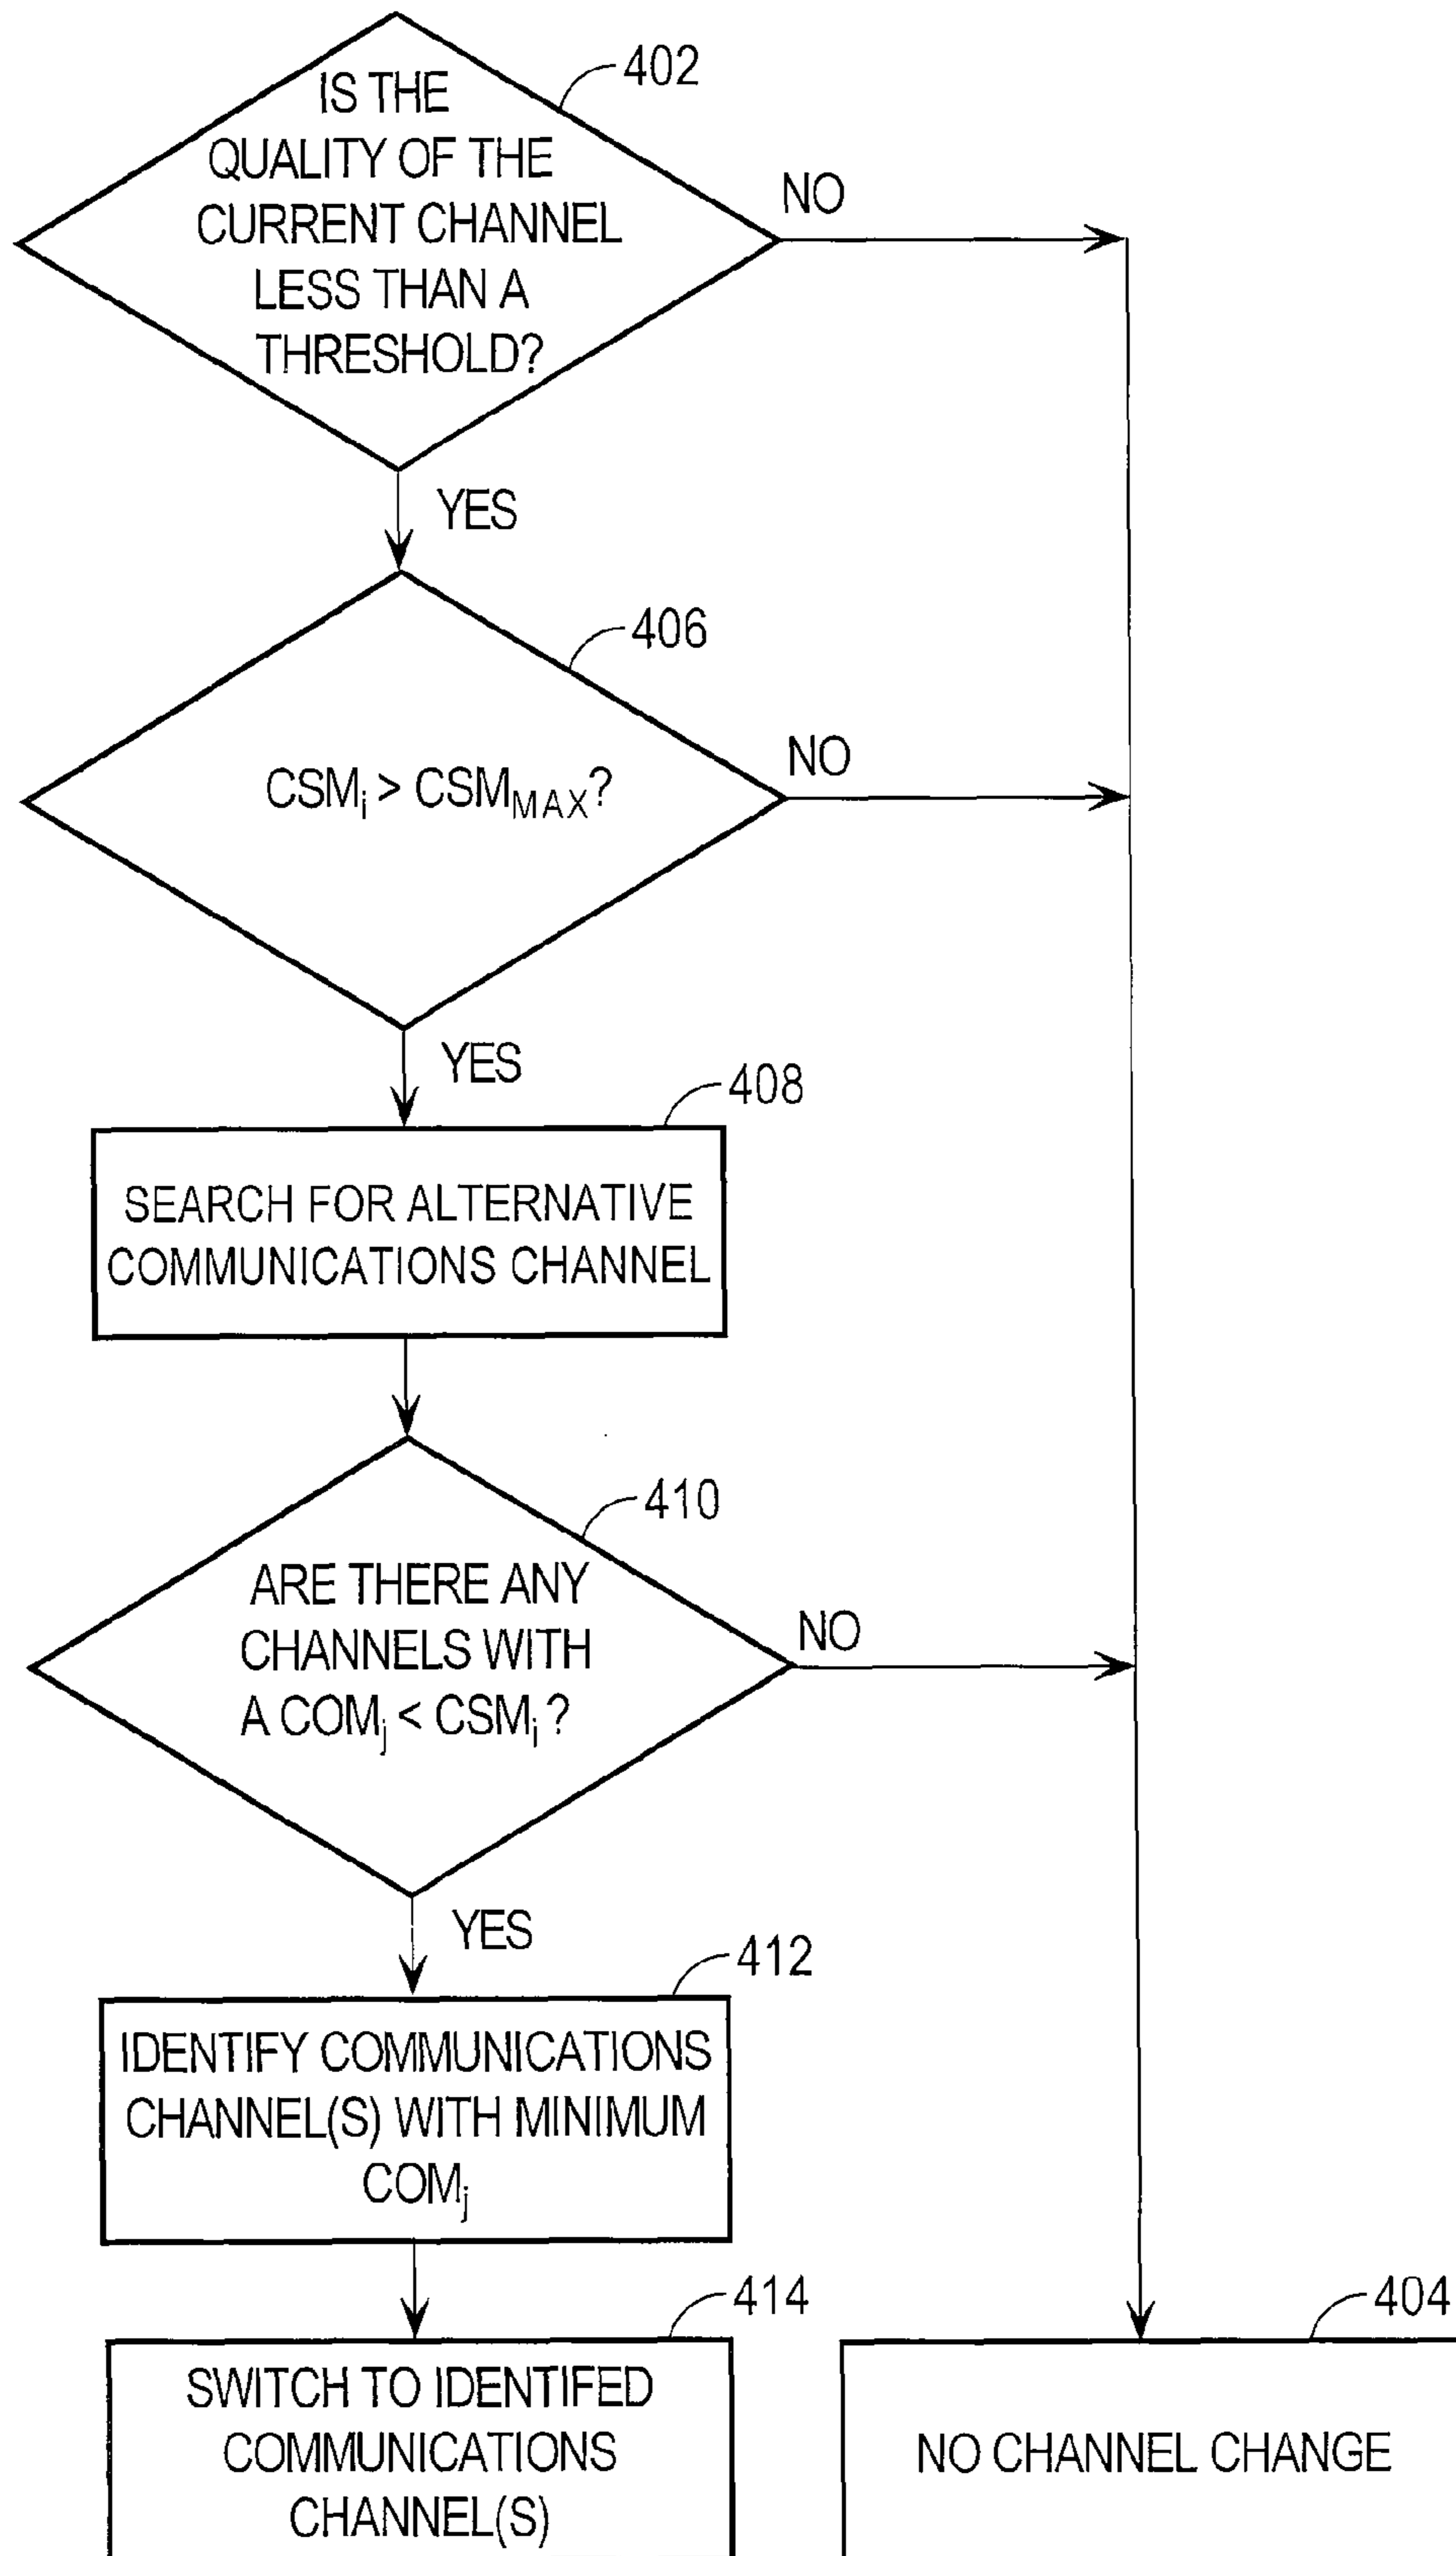 402
IS THE
QUALITY OF THE
CURRENT CHANNEL
LESS THAN A
THRESHOLD?
NO
YES
406
CSMi > CSMMAX?
NO
YES
408
SEARCH FOR ALTERNATIVE
COMMUNICATIONS CHANNEL
410
ARE THERE ANY
CHANNELS WITH
A COMj < CSMi ?
NO
YES
412
IDENTIFY COMMUNICATIONS
CHANNEL(S) WITH MINIMUM
COMj
414
SWITCH TO IDENTIFED
COMMUNICATIONS
CHANNEL(S)
404
NO CHANNEL CHANGE